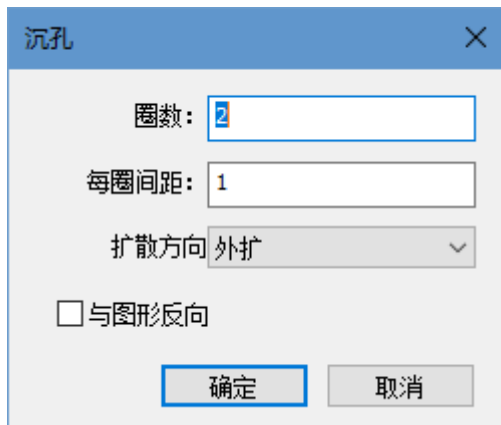 沉孔
圈数： 2
每圈间距： 1
扩散方向 外扩
与图形反向
确定 取消